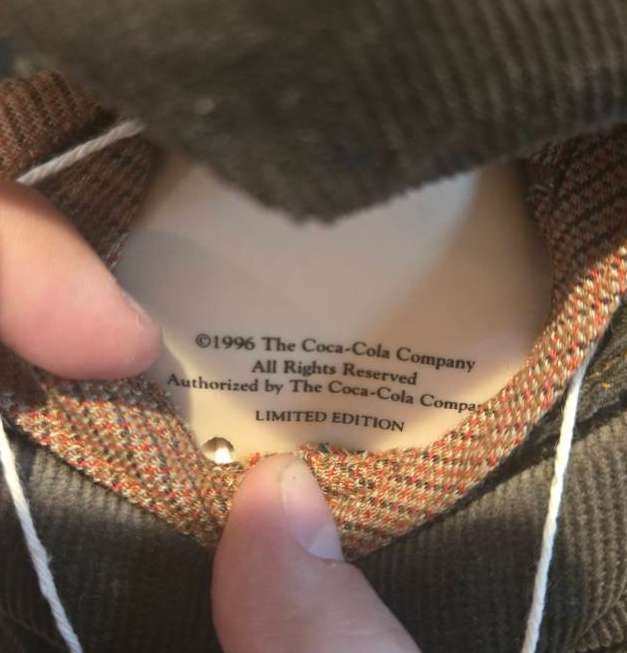 ©1996 The Coca-Cola Company
All Rights Reserved
Authorized by The Coca-Cola Compa
LIMITED EDITION